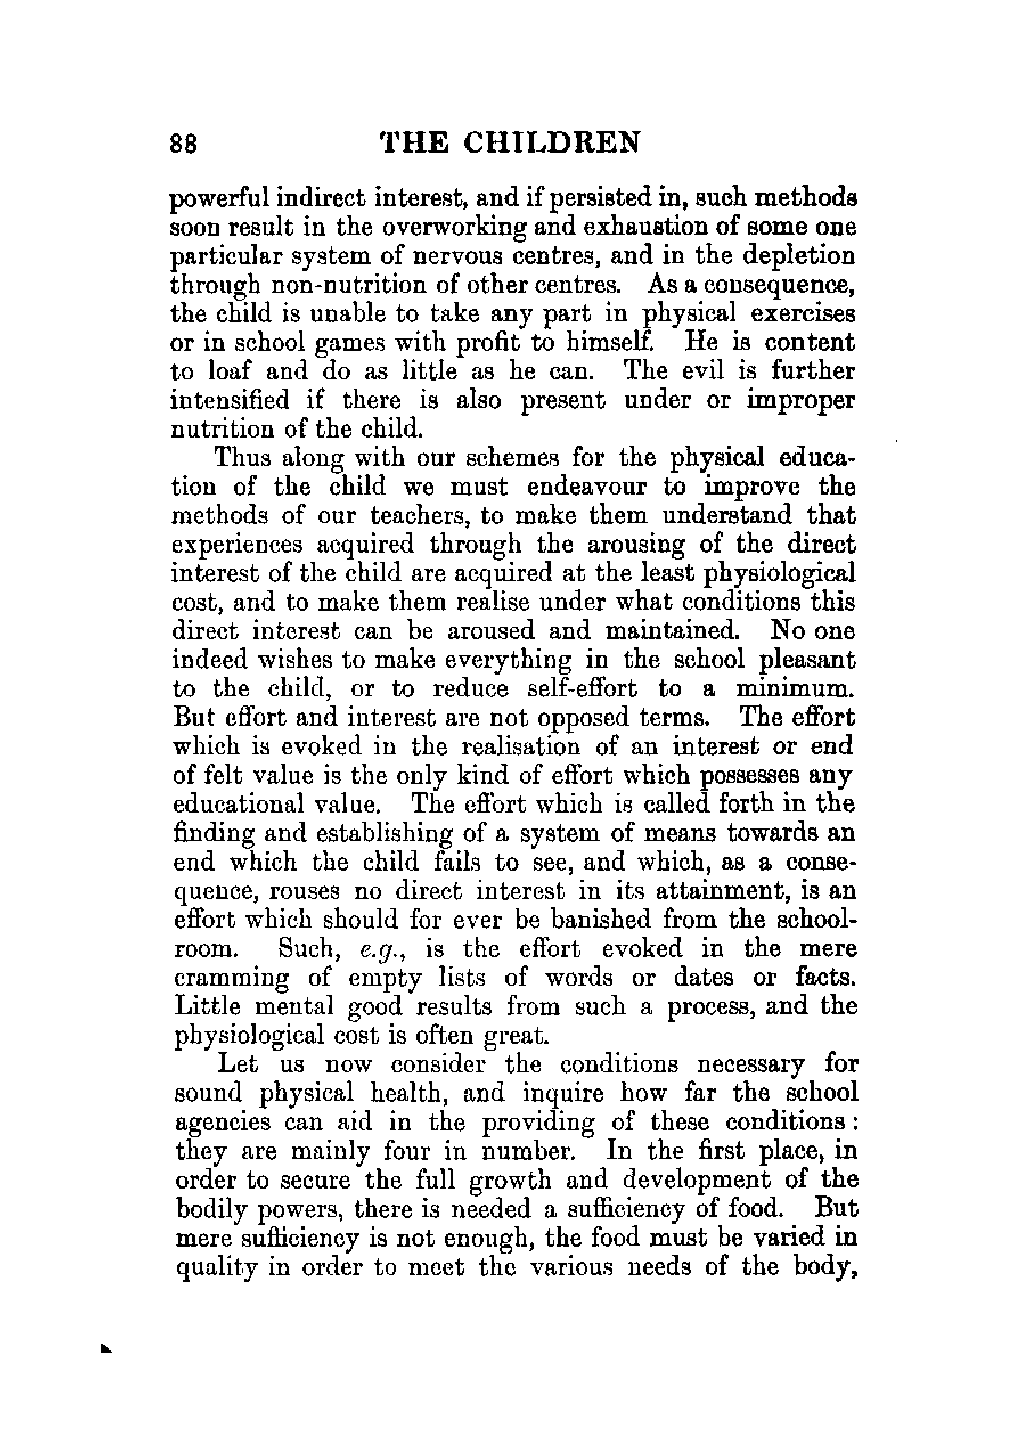 88 THE CHILDREN
powerful indirect interest, and if persisted in, such methods
soon result in the overworking and exhaustion of some one
particular system of nervous centres, and in the depletion
through non-nutrition of other centres. As a consequence,
the child is unable to take any part in physical exercises
or in school games with profit to himself. He is content
to loaf and do as little as he can. The evil is further
intensified if there is also present under or improper
nutrition of the child.
Thus along with our schemes for the physical educa-
tion of the child we must endeavour to improve the
methods of our teachers, to make them understand that
experiences acquired through the arousing of the direct
interest of the child are acquired at the least physiological
cost, and to make them realise under what conditions this
direct interest can be aroused and maintained. No one
indeed wishes to make everything in the school pleasant
to the child, or to reduce self-effort to a minimum.
But effort and interest are not opposed terms. The effort
which is evoked in the realisation of an interest or end
of felt value is the only kind of effort which possesses any
educational value. The effort which is called forth in the
finding and establishing of a system of means towards an
end which the child fails to see, and which, as a conse-
quence, rouses no direct interest in its attainment, is an
effort which should for ever be banished from the school-
room. Such, e.g., is the effort evoked in the mere
cramming of empty lists of words or dates or facts.
Little mental good results from such a process, and the
physiological cost is often great.
Let us now consider the conditions necessary for
sound physical health, and inquire how far the school
agencies can aid in the providing of these conditions:
they are mainly four in number. In the first place, in
order to secure the full growth and development of the
bodily powers, there is needed a sufficiency of food. But
mere sufficiency is not enough, the food must be varied in
quality in order to meet the various needs of the body,